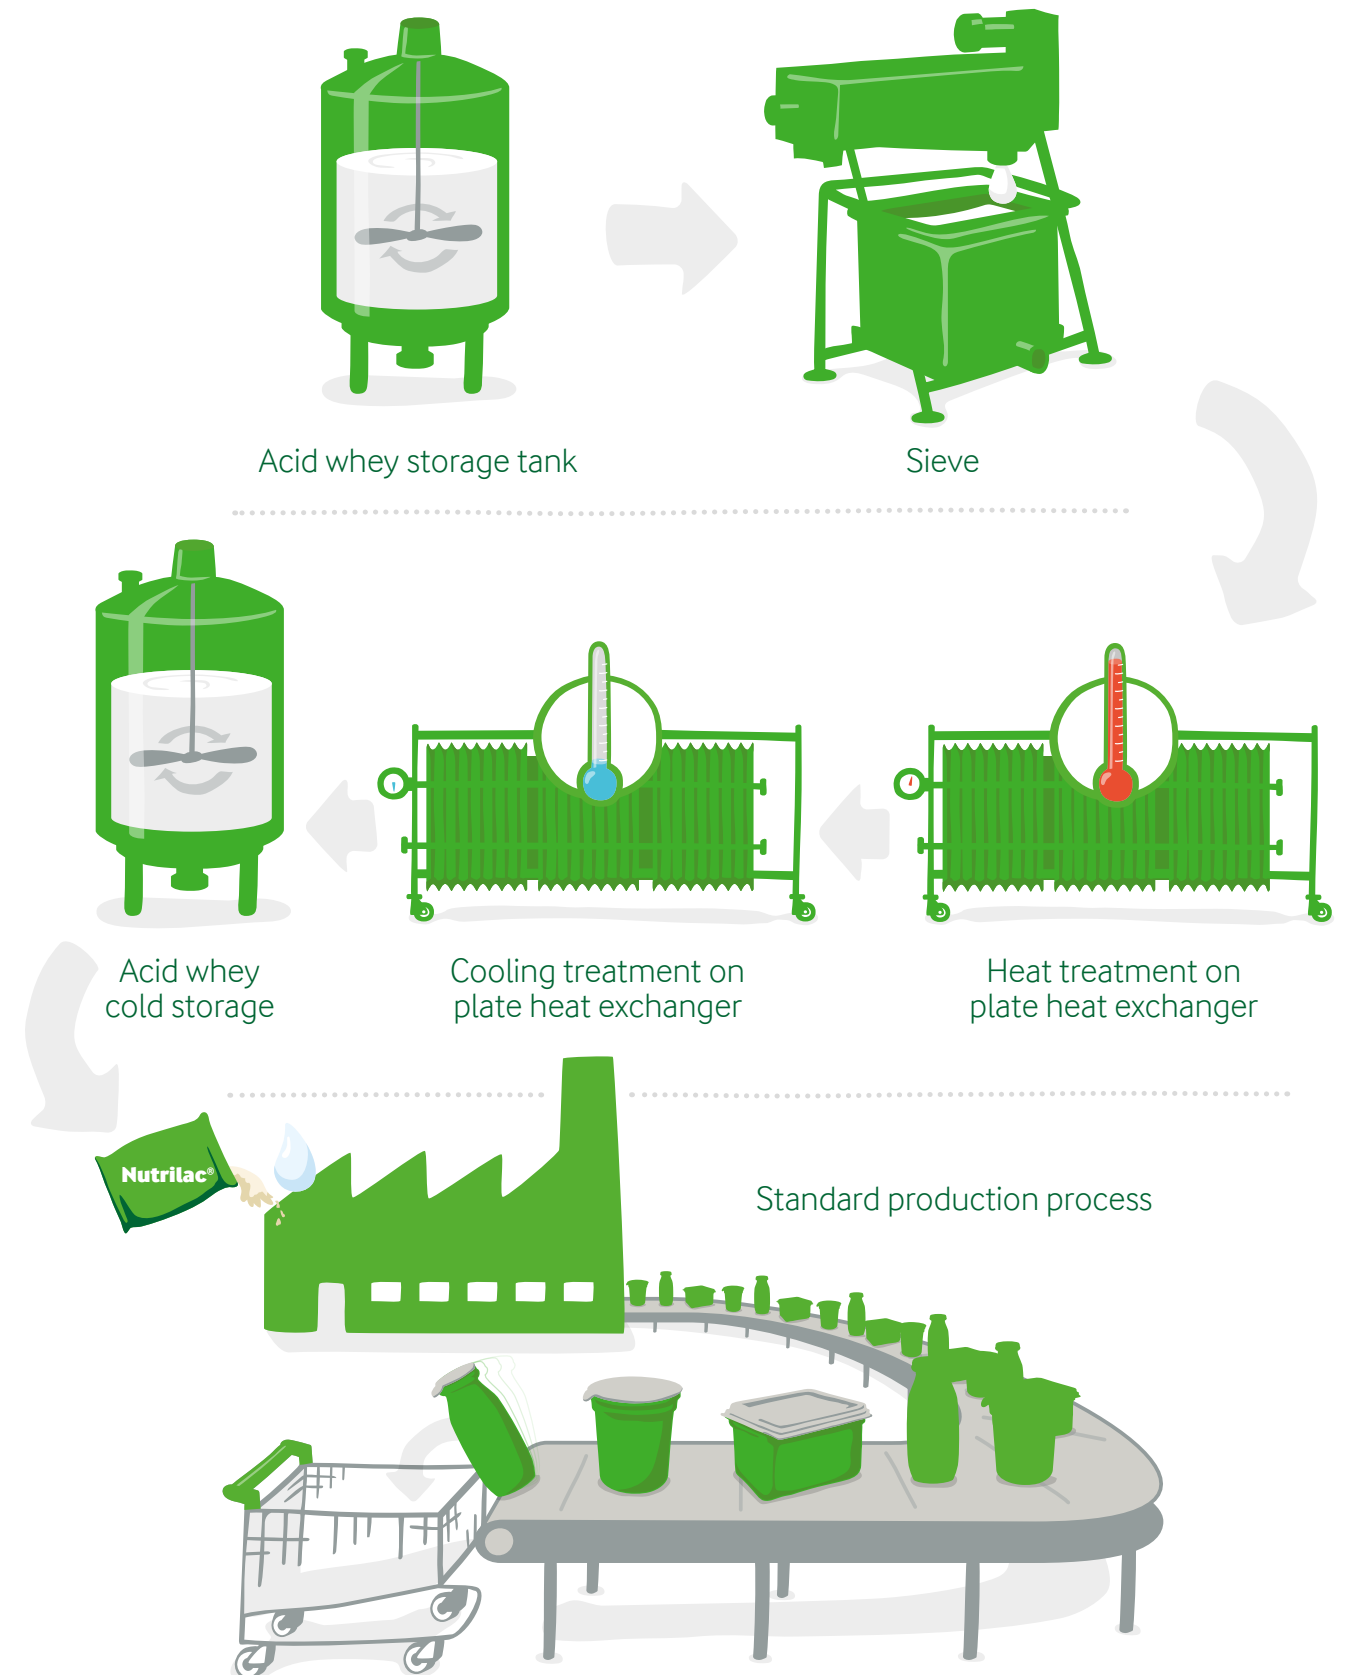 Acid whey storage tank
Sieve
Acid whey
cold storage
Cooling treatment on
plate heat exchanger
Heat treatment on
plate heat exchanger
Nutrilac®
Standard production process